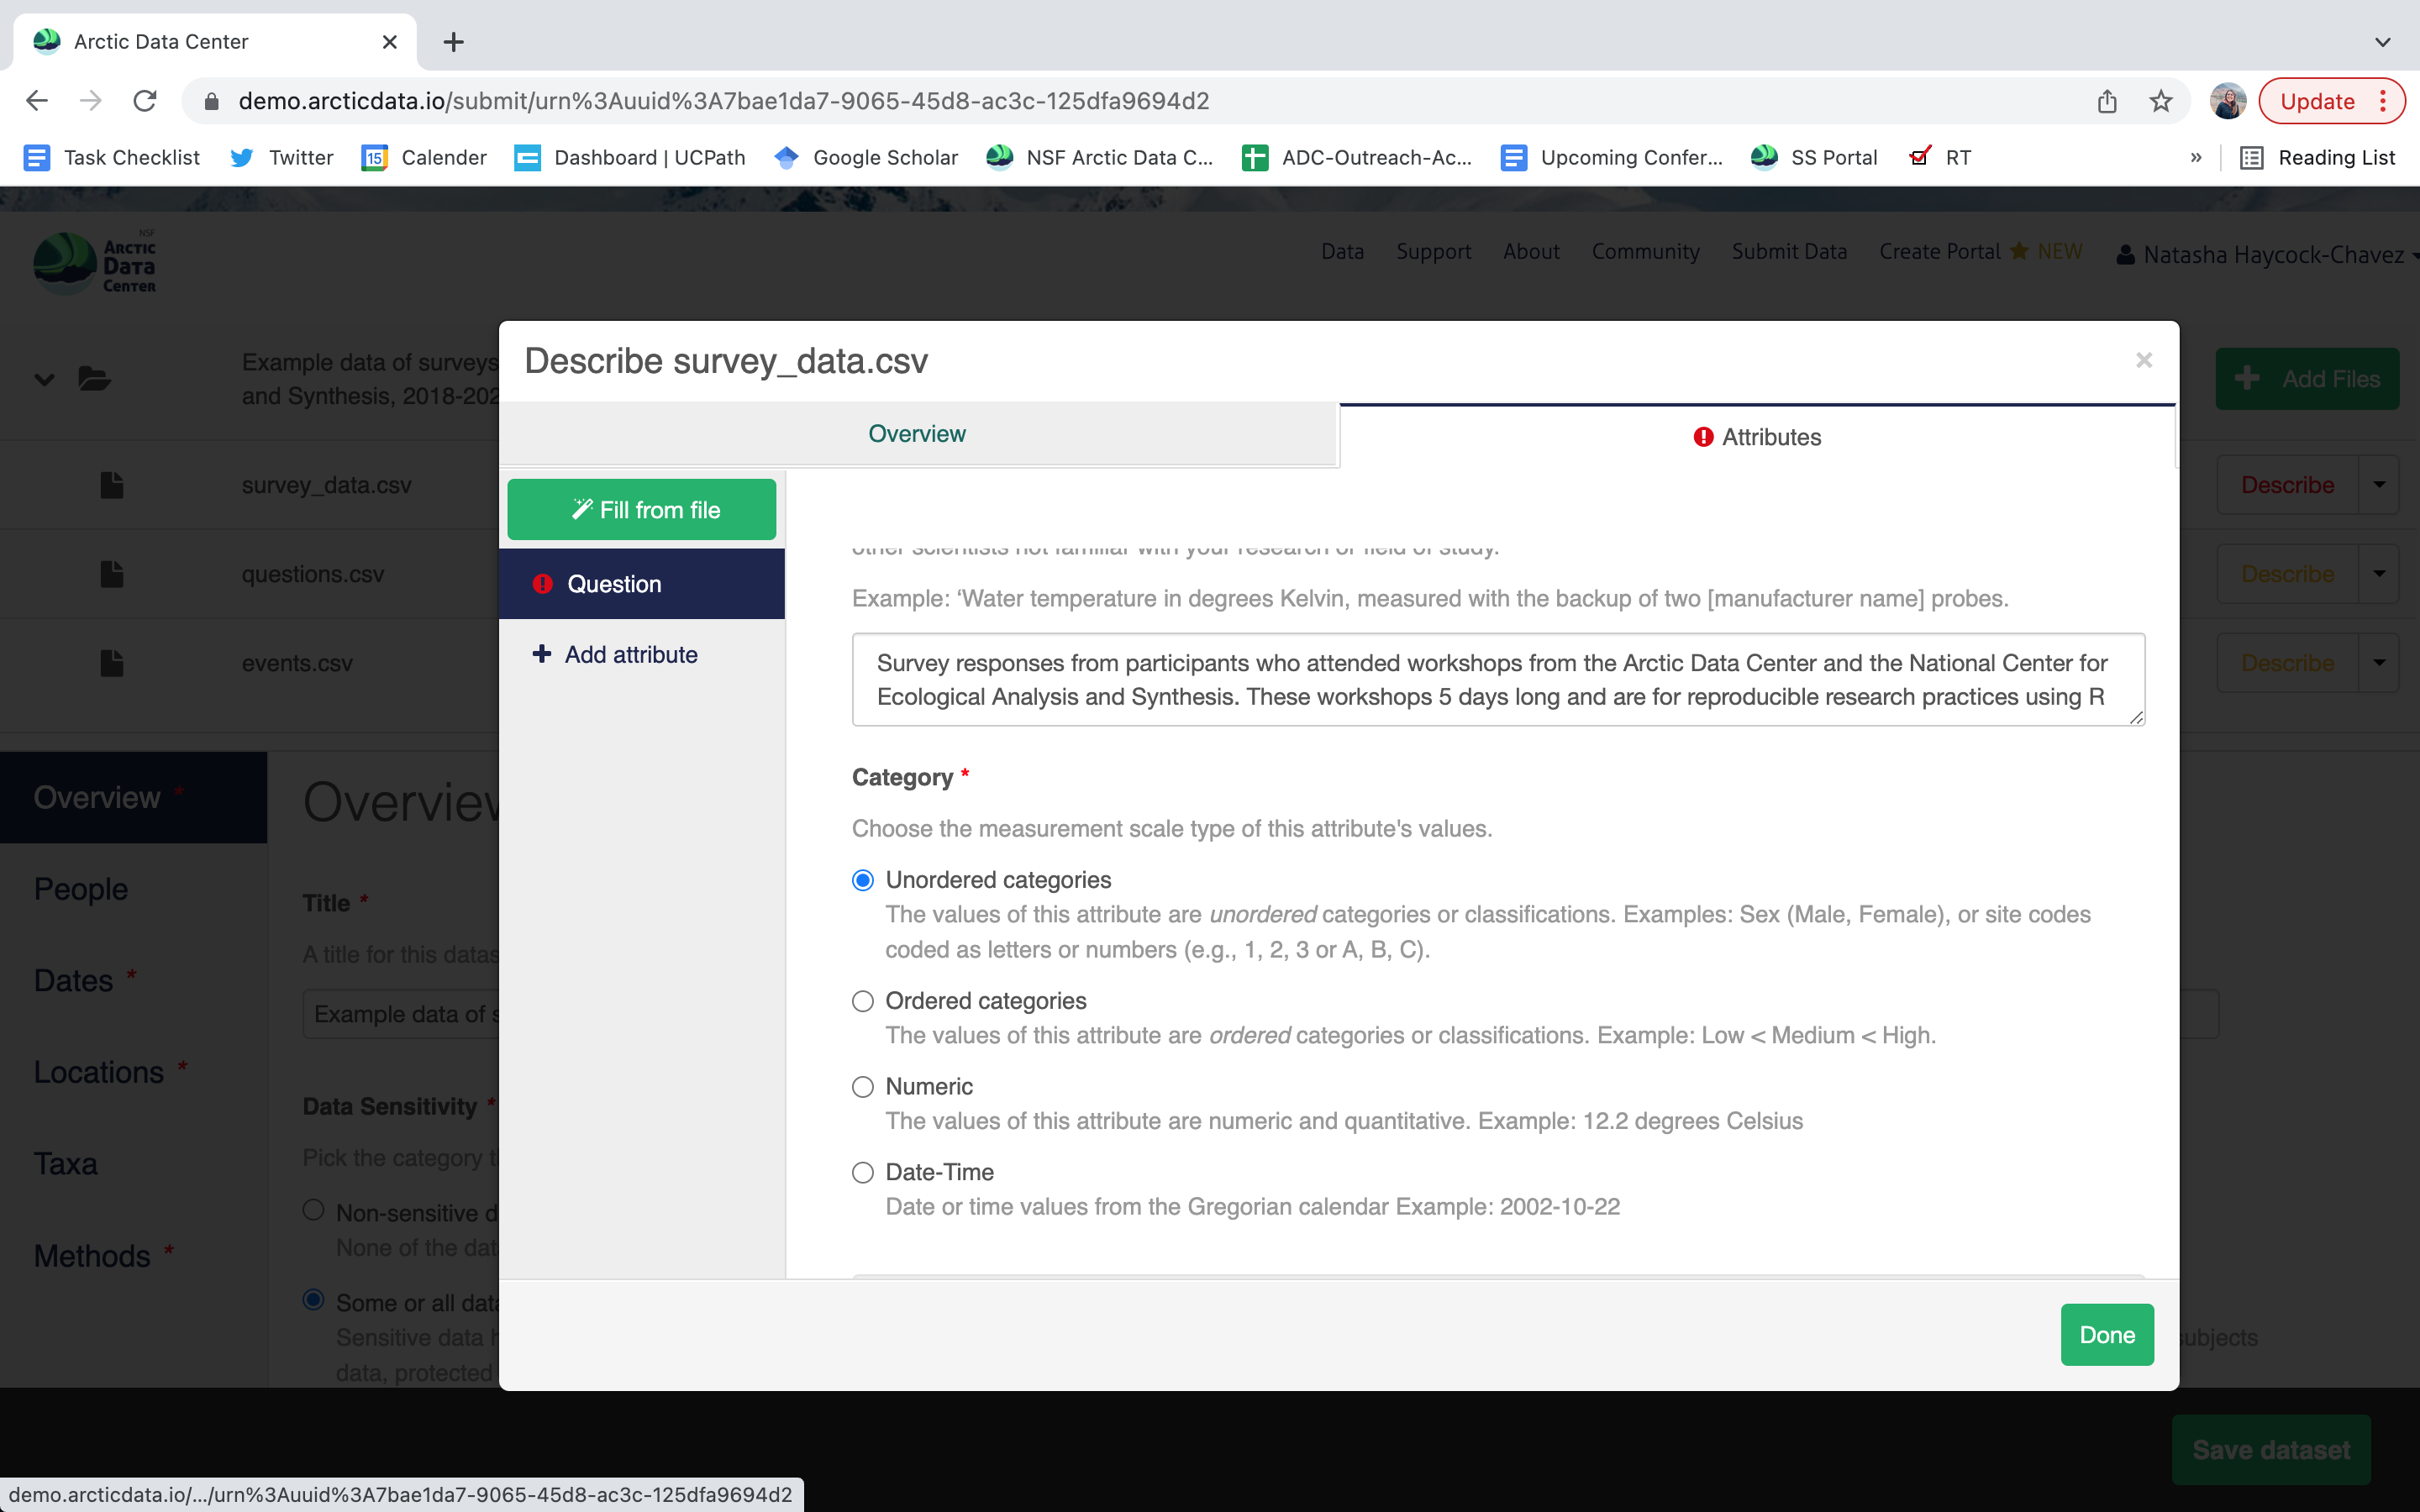 Arctic Data Center
demo.arcticdata.io/submit/urn%3Auuid%3A7bae1da7-9065-45d8-ac3c-125dfa9694d2
Update
Task Checklist
Twitter
15
Calender
Dashboard | UCPath
Google Scholar
NSF Arctic Data C...
ADC-Outreach-Ac...
Upcoming Confer...
SS Portal
RT
»
Reading List
NSF
Arctic
Data
Center
Data
Support
About
Community
Submit Data
Create Portal
NEW
Natasha Haycock-Chavez
Example data of surveys
and Synthesis, 2018-202
Add Files
survey_data.csv
Describe
questions.csv
Describe
events.csv
Describe
Overview *
People
Dates *
Locations *
Taxa
Methods *
Overview
Title *
A title for this datas
Example data of s
Data Sensitivity *
Pick the category t
Non-sensitive d
None of the dat
Some or all data
Sensitive data h
data, protected
subjects
Describe survey_data.csv
×
Overview
Attributes
Fill from file
Question
Add attribute
other scientists not familiar with your research or field of study.
Example: ‘Water temperature in degrees Kelvin, measured with the backup of two [manufacturer name] probes.
Survey responses from participants who attended workshops from the Arctic Data Center and the National Center for
Ecological Analysis and Synthesis. These workshops 5 days long and are for reproducible research practices using R
Category *
Choose the measurement scale type of this attribute's values.
Unordered categories
The values of this attribute are unordered categories or classifications. Examples: Sex (Male, Female), or site codes
coded as letters or numbers (e.g., 1, 2, 3 or A, B, C).
Ordered categories
The values of this attribute are ordered categories or classifications. Example: Low < Medium < High.
Numeric
The values of this attribute are numeric and quantitative. Example: 12.2 degrees Celsius
Date-Time
Date or time values from the Gregorian calendar Example: 2002-10-22
Done
Save dataset
demo.arcticdata.io/.../urn%3Auuid%3A7bae1da7-9065-45d8-ac3c-125dfa9694d2